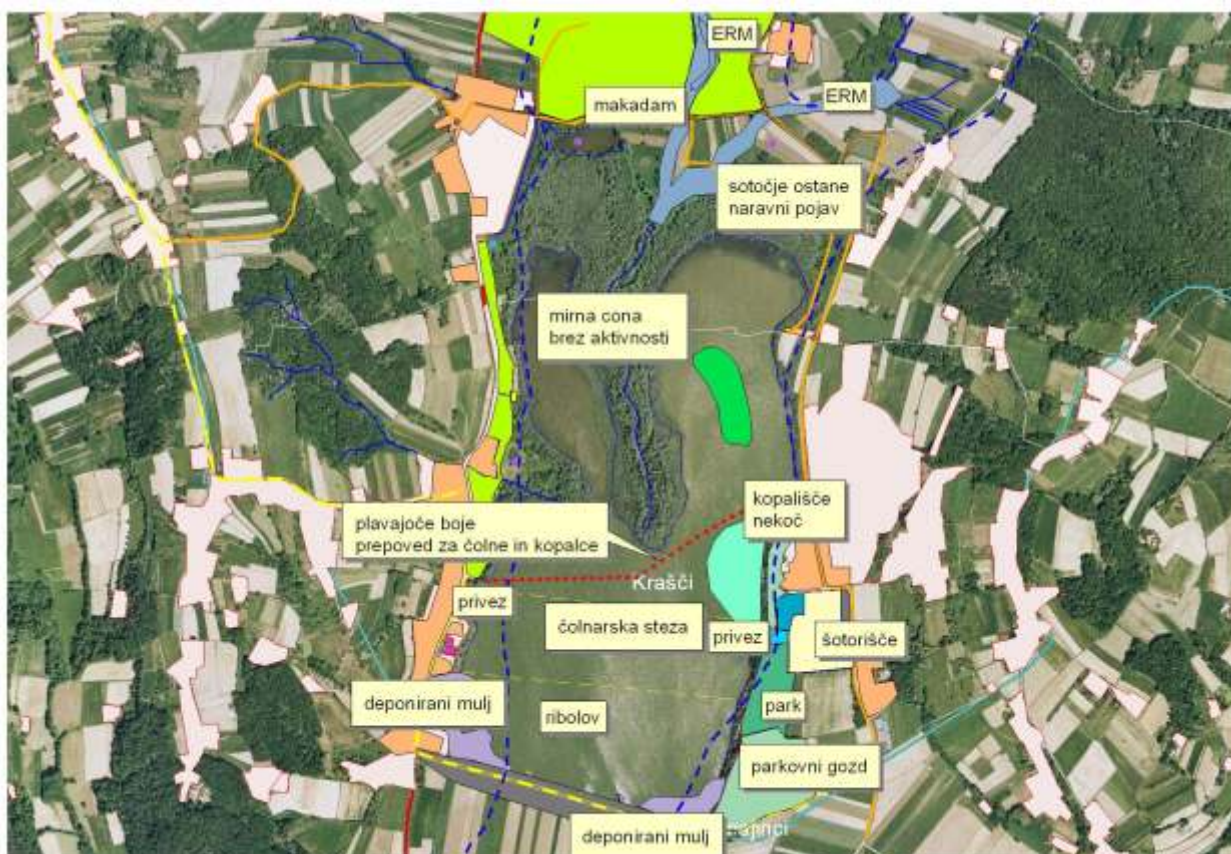 ERM
makadam
ERM
sotočje ostane
naravni pojav
mirna cona
brez aktivnosti
kopališče
nekoč
plavajoče boje
prepoved za čolne in kopalce
Krašči
privez
čolnarska steza
privez
šotorišče
deponirani mulj
ribolov
park
parkovni gozd
deponirani mulj